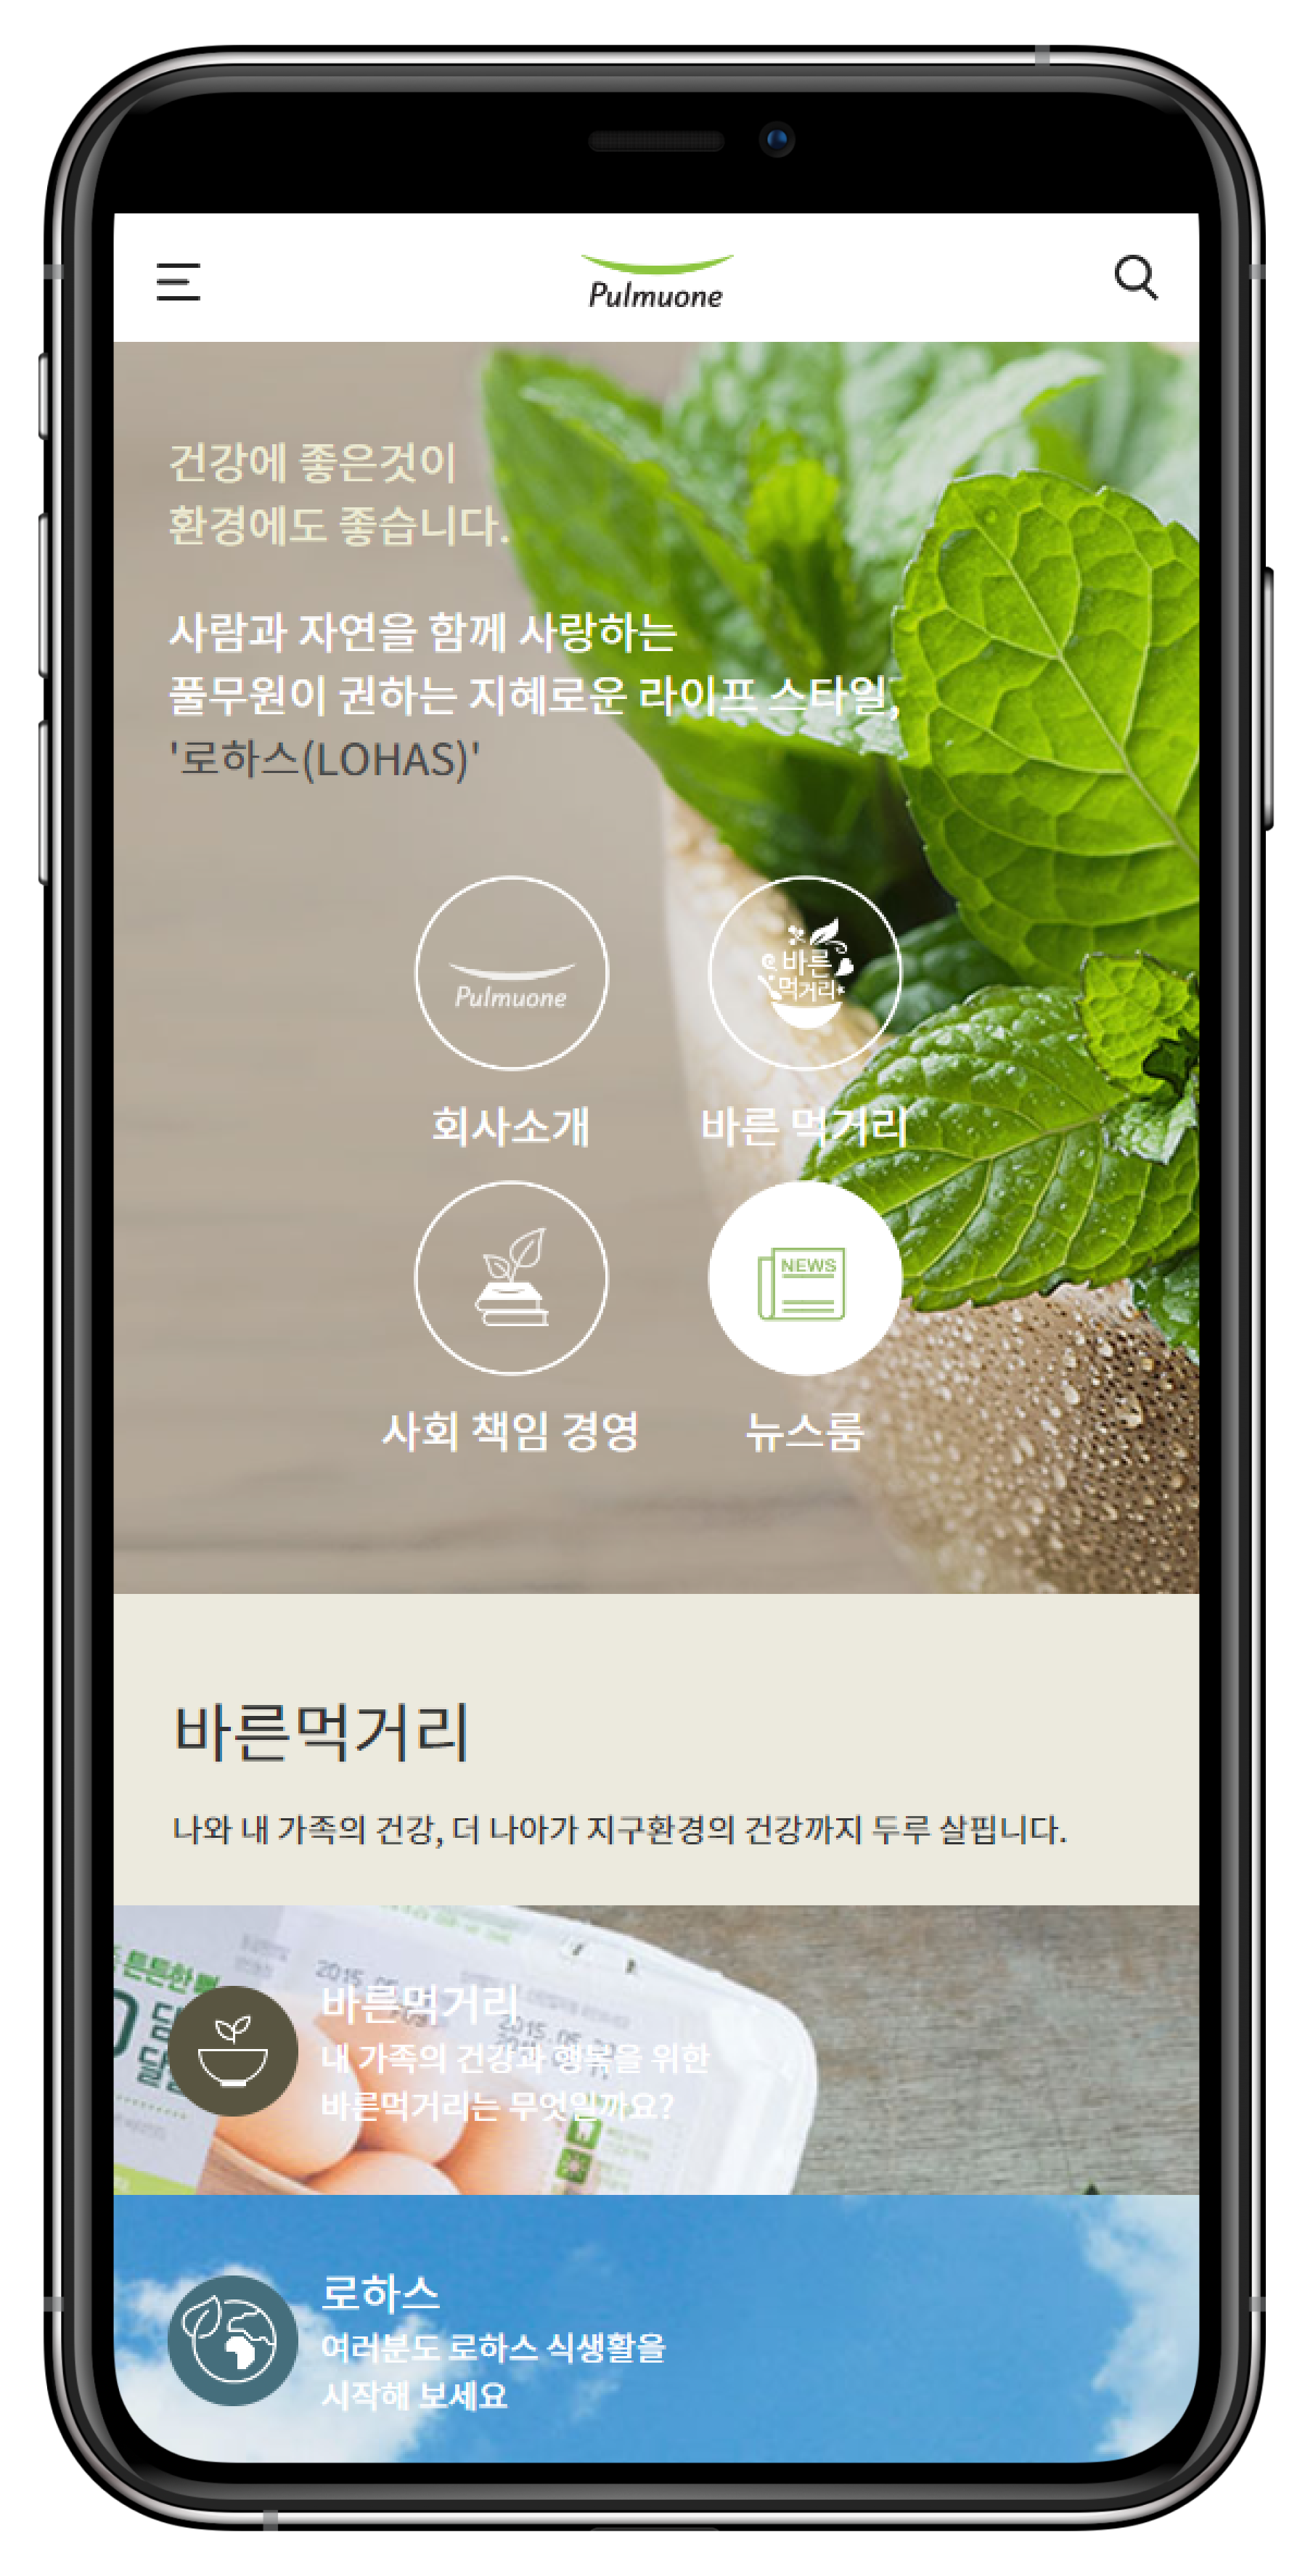 Pulmuone
건강에 좋은것이
환경에도 좋습니다.
사람과 자연을 함께 사랑하는
풀무원이 권하는 지혜로운 라이프 스타일,
'로하스(LOHAS)'
Pulmuone
바른
먹거리
회사소개
바른 먹거리
NEWS
사회 책임 경영
뉴스룸
바른먹거리
나와 내 가족의 건강, 더 나아가 지구환경의 건강까지 두루 살핍니다.
튼튼한
2015
바른먹거리
내 가족의 건강과 행복을 위한
바른먹거리는 무엇일까요?
로하스
여러분도 로하스 식생활을
시작해 보세요